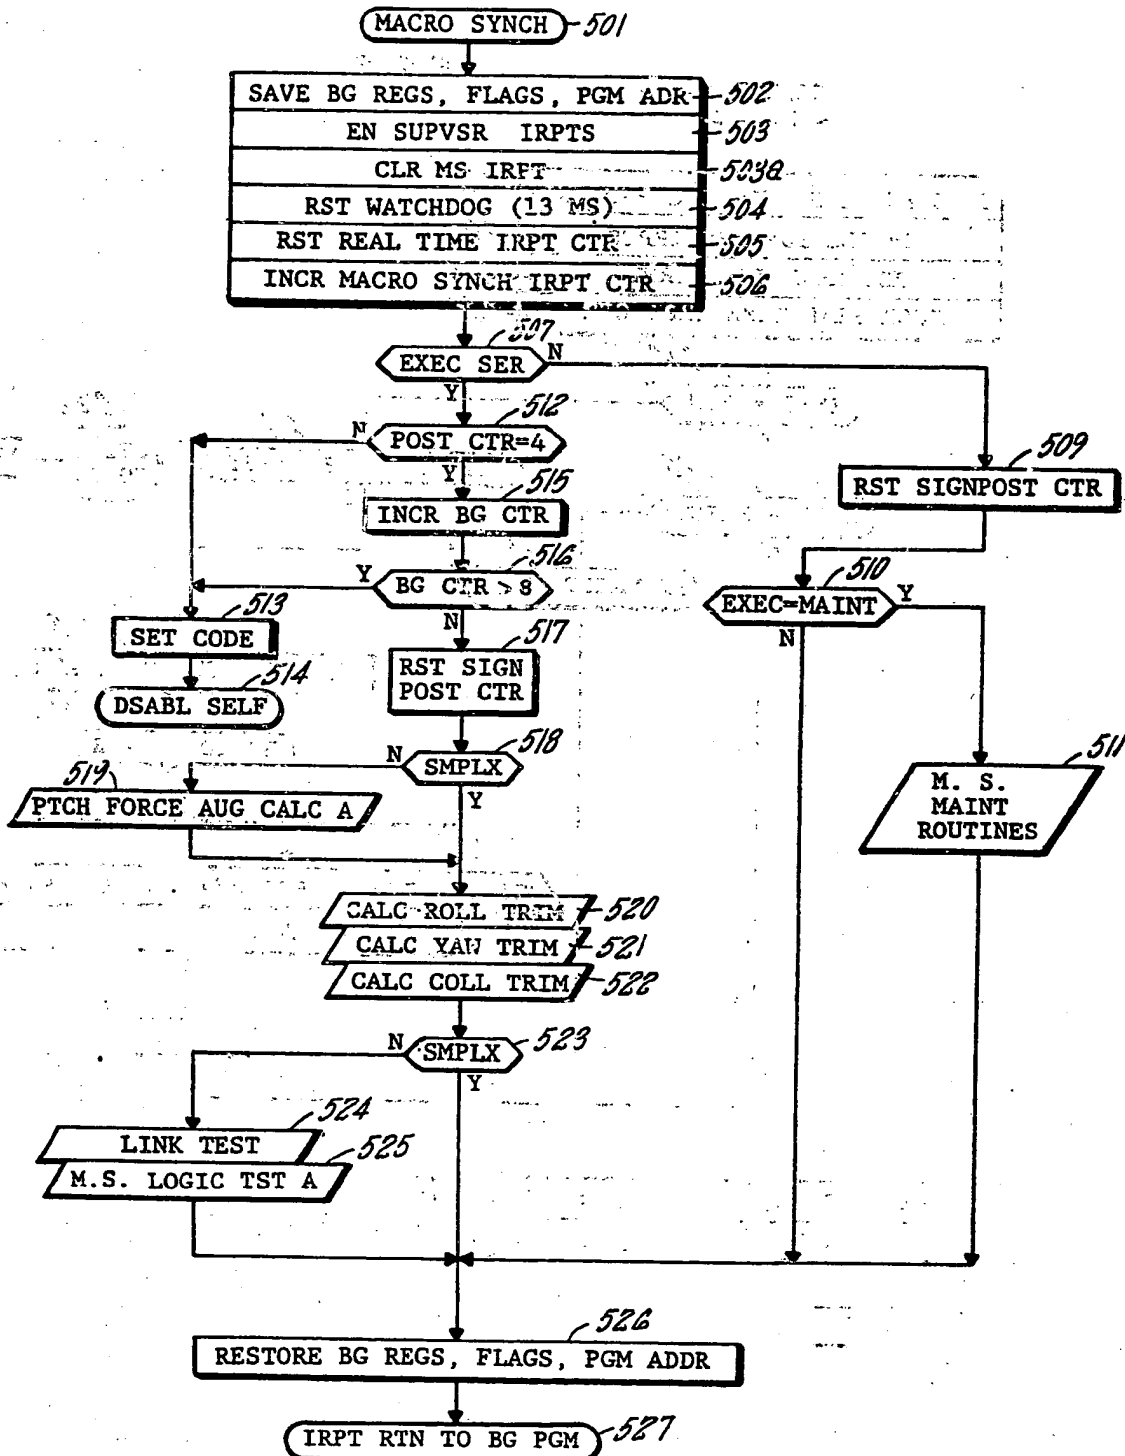 MACRO SYNCH 501
SAVE BG REGS, FLAGS, PGM ADR 502
EN SUPVSR IRPTS 503
CLR MS IRPT 503a
RST WATCHDOG (13 MS) 504
RST REAL TIME IRPT CTR 505
INCR MACRO SYNCH IRPT CTR 506
507
EXEC SER
N
Y
512
N
POST CTR=4
Y
509
RST SIGNPOST CTR
515
INCR BG CTR
516
Y
BG CTR > 8
N
510
EXEC=MAINT
Y
N
513
SET CODE
514
DSABL SELF
517
RST SIGN
POST CTR
518
N
SMPLX
Y
519
PTCH FORCE AUG CALC A
511
M. S.
MAINT
ROUTINES
CALC ROLL TRIM 520
CALC YAW TRIM 521
CALC COLL TRIM 522
523
N
SMPLX
Y
524
LINK TEST
525
M.S. LOGIC TST A
526
RESTORE BG REGS, FLAGS, PGM ADDR
IRPT RTN TO BG PGM 527